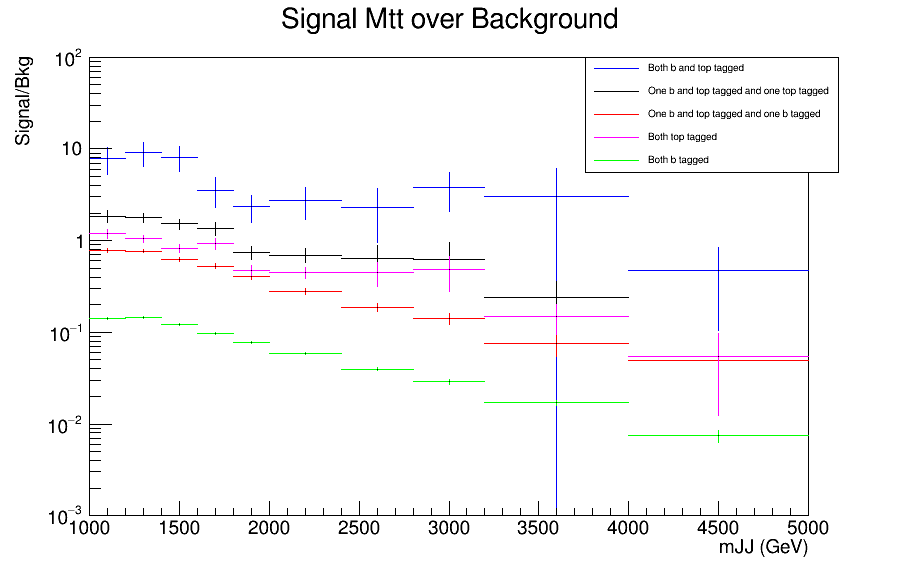 Signal Mtt over Background
Signal/Bkg
10²
10
1
10⁻¹
10⁻²
10⁻³
Both b and top tagged
One b and top tagged and one top tagged
One b and top tagged and one b tagged
Both top tagged
Both b tagged
1000 1500 2000 2500 3000 3500 4000 4500 5000
mJJ (GeV)